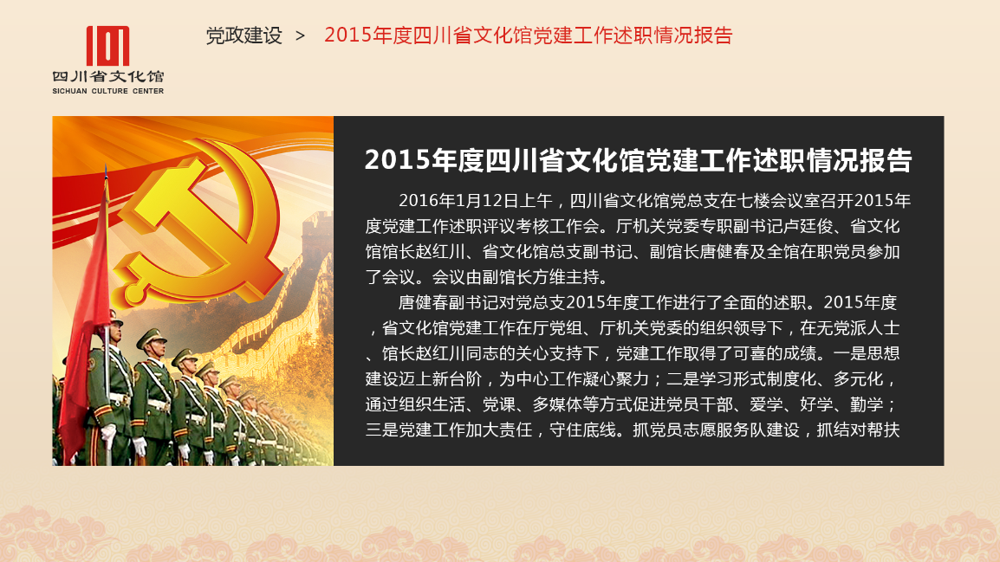 党政建设 > 2015年度四川省文化馆党建工作述职情况报告
四川省文化馆
SICHUAN CULTURE CENTER
2015年度四川省文化馆党建工作述职情况报告
2016年1月12日上午，四川省文化馆党总支在七楼会议室召开2015年
度党建工作述职评议考核工作会。厅机关党委专职副书记卢廷俊、省文化
馆馆长赵红川、省文化馆总支副书记、副馆长唐健春及全馆在职党员参加
了会议。会议由副馆长方维主持。
唐健春副书记对党总支2015年度工作进行了全面的述职。2015年度
，省文化馆党建工作在厅党组、厅机关党委的组织领导下，在无党派人士
、馆长赵红川同志的关心支持下，党建工作取得了可喜的成绩。一是思想
建设迈上新台阶，为中心工作凝心聚力；二是学习形式制度化、多元化，
通过组织生活、党课、多媒体等方式促进党员干部、爱学、好学、勤学；
三是党建工作加大责任，守住底线。抓党员志愿服务队建设，抓结对帮扶